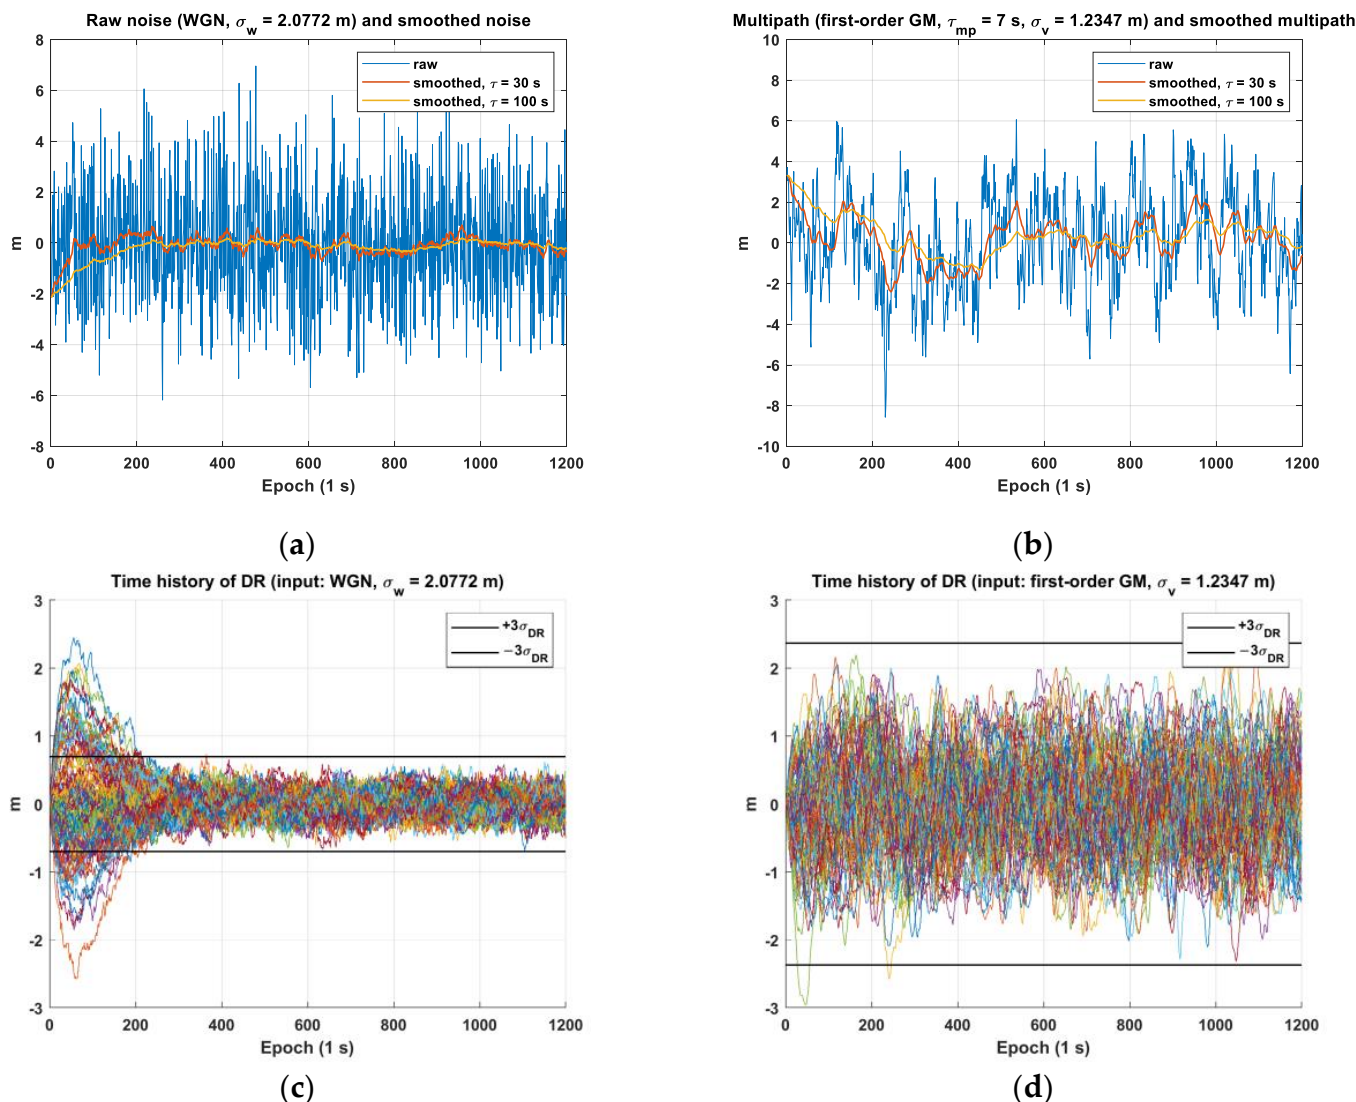 Raw noise (WGN, σw = 2.0772 m) and smoothed noise
8
6
4
2
0
-2
-4
-6
-8
m
raw
smoothed, τ = 30 s
smoothed, τ = 100 s
0 200 400 600 800 1000 1200
Epoch (1 s)
(a)
Multipath (first-order GM, τmp = 7 s, σv = 1.2347 m) and smoothed multipath
10
8
6
4
2
0
-2
-4
-6
-8
-10
m
raw
smoothed, τ = 30 s
smoothed, τ = 100 s
0 200 400 600 800 1000 1200
Epoch (1 s)
(b)
Time history of DR (input: WGN, σw = 2.0772 m)
3
2
1
0
-1
-2
-3
m
+3σDR
−3σDR
0 200 400 600 800 1000 1200
Epoch (1 s)
(c)
Time history of DR (input: first-order GM, σv = 1.2347 m)
3
2
1
0
-1
-2
-3
m
+3σDR
−3σDR
0 200 400 600 800 1000 1200
Epoch (1 s)
(d)